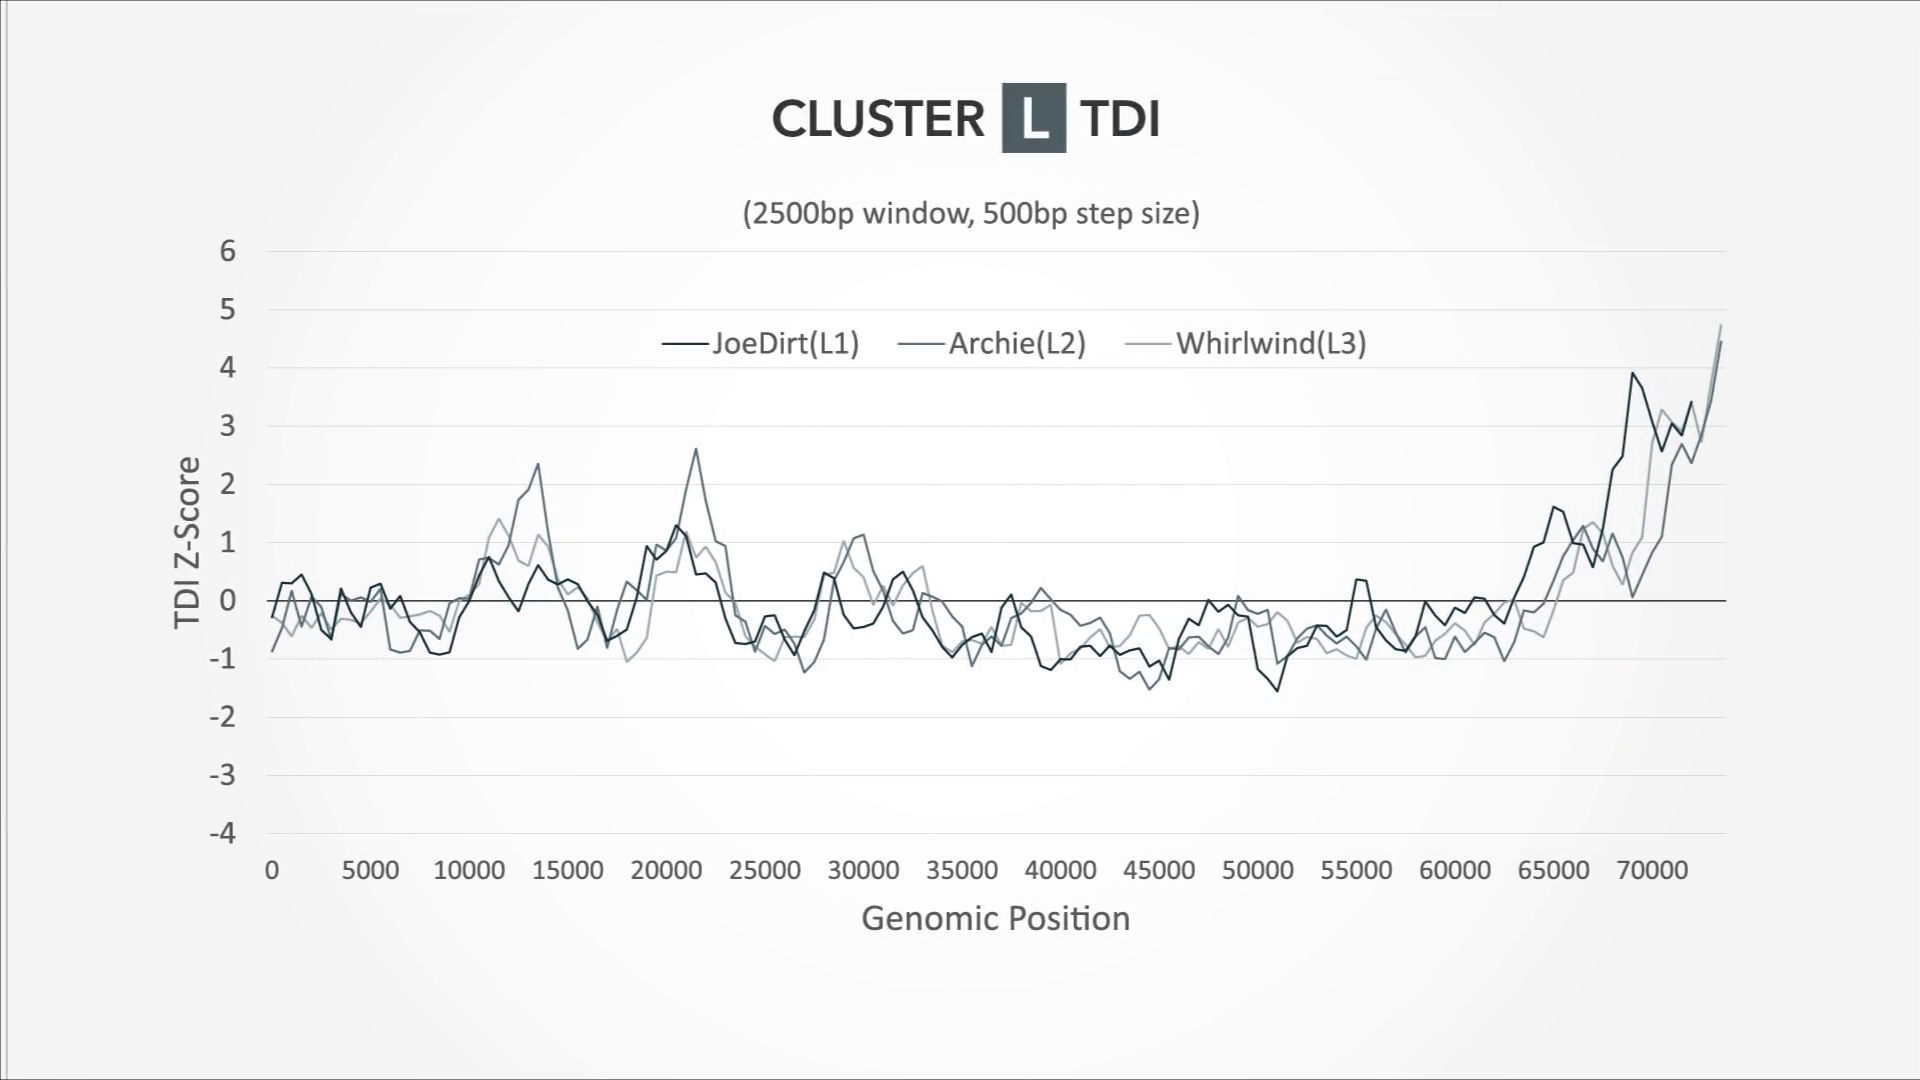 CLUSTER L TDI
(2500bp window, 500bp step size)
6
5
JoeDirt(L1) Archie(L2) Whirlwind(L3)
4
3
2
1
0
-1
-2
-3
-4
TDI Z-Score
0 5000 10000 15000 20000 25000 30000 35000 40000 45000 50000 55000 60000 65000 70000
Genomic Position